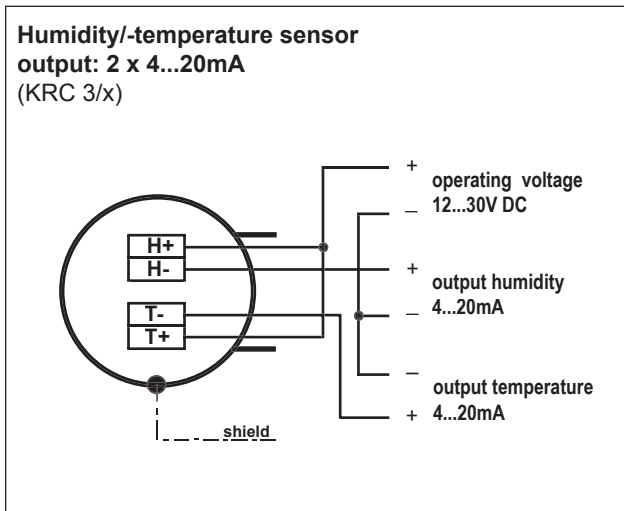 Humidity/-temperature sensor
output: 2 x 4...20mA
(KRC 3/x)
+
operating voltage
– 12...30V DC
H+
H-
+
output humidity
– 4...20mA
T-
T+
–
output temperature
+ 4...20mA
shield